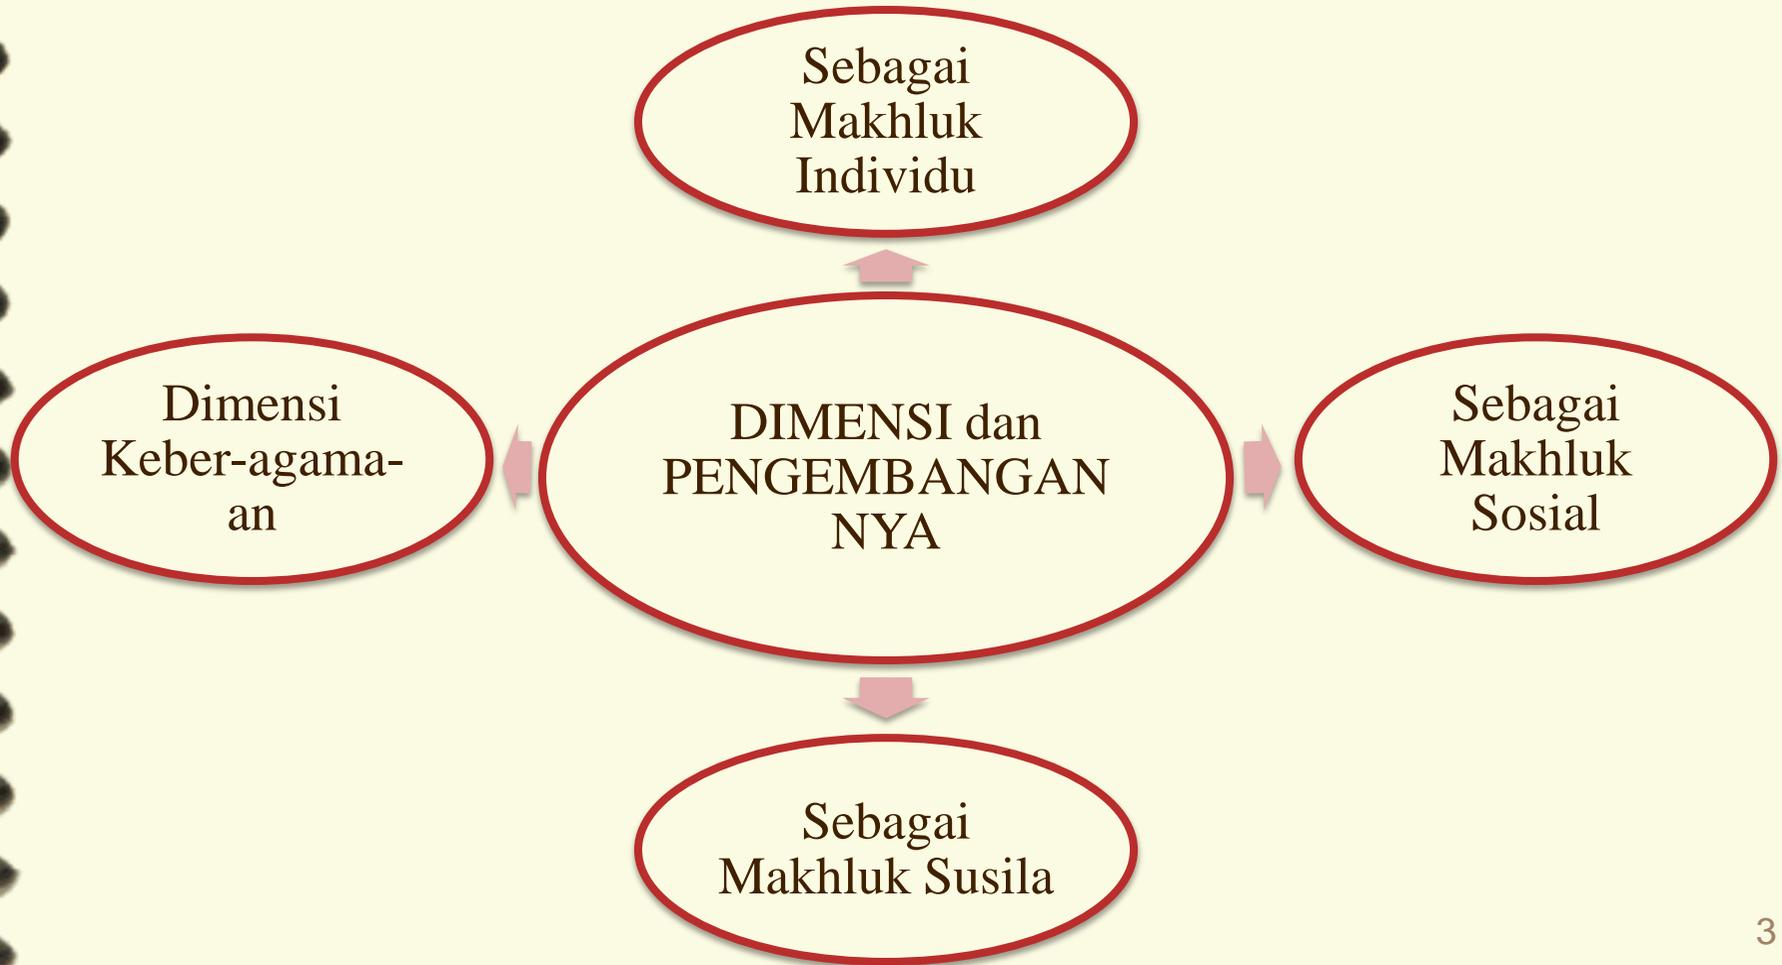 Sebagai
Makhluk
Individu
Dimensi
Keber-agama-
an
DIMENSI dan
PENGEMBANGAN
NYA
Sebagai
Makhluk
Sosial
Sebagai
Makhluk Susila
3